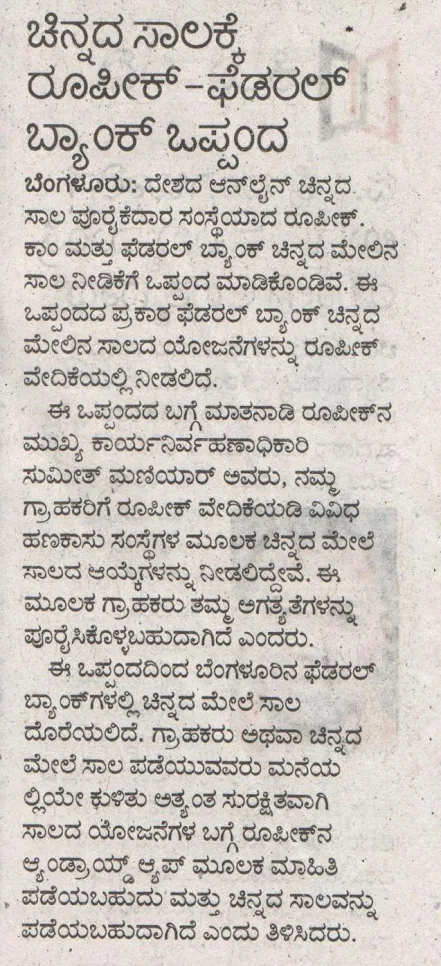 ಚಿನ್ನದ ಸಾಲಕ್ಕೆ
ರೂಪೀಕ್-ಫೆಡರಲ್
ಬ್ಯಾಂಕ್ ಒಪ್ಪಂದ
ಬೆಂಗಳೂರು: ದೇಶದ ಆನ್‌ಲೈನ್ ಚಿನ್ನದ
ಸಾಲ ಪೂರೈಕೆದಾರ ಸಂಸ್ಥೆಯಾದ ರೂಪೀಕ್.
ಕಾಂ ಮತ್ತು ಫೆಡರಲ್ ಬ್ಯಾಂಕ್ ಚಿನ್ನದ ಮೇಲಿನ
ಸಾಲ ನೀಡಿಕೆಗೆ ಒಪ್ಪಂದ ಮಾಡಿಕೊಂಡಿವೆ. ಈ
ಒಪ್ಪಂದದ ಪ್ರಕಾರ ಫೆಡರಲ್ ಬ್ಯಾಂಕ್ ಚಿನ್ನದ
ಮೇಲಿನ ಸಾಲದ ಯೋಜನೆಗಳನ್ನು ರೂಪೀಕ್
ವೇದಿಕೆಯಲ್ಲಿ ನೀಡಲಿದೆ.
ಈ ಒಪ್ಪಂದದ ಬಗ್ಗೆ ಮಾತನಾಡಿ ರೂಪೀಕ್‌ನ
ಮುಖ್ಯ ಕಾರ್ಯನಿರ್ವಹಣಾಧಿಕಾರಿ
ಸುಮೀತ್ ಮಣಿಯಾರ್ ಅವರು, ನಮ್ಮ
ಗ್ರಾಹಕರಿಗೆ ರೂಪೀಕ್ ವೇದಿಕೆಯಡಿ ವಿವಿಧ
ಹಣಕಾಸು ಸಂಸ್ಥೆಗಳ ಮೂಲಕ ಚಿನ್ನದ ಮೇಲೆ
ಸಾಲದ ಆಯ್ಕೆಗಳನ್ನು ನೀಡಲಿದ್ದೇವೆ. ಈ
ಮೂಲಕ ಗ್ರಾಹಕರು ತಮ್ಮ ಅಗತ್ಯತೆಗಳನ್ನು
ಪೂರೈಸಿಕೊಳ್ಳಬಹುದಾಗಿದೆ ಎಂದರು.
ಈ ಒಪ್ಪಂದದಿಂದ ಬೆಂಗಳೂರಿನ ಫೆಡರಲ್
ಬ್ಯಾಂಕ್‌ಗಳಲ್ಲಿ ಚಿನ್ನದ ಮೇಲೆ ಸಾಲ
ದೊರೆಯಲಿದೆ. ಗ್ರಾಹಕರು ಅಥವಾ ಚಿನ್ನದ
ಮೇಲೆ ಸಾಲ ಪಡೆಯುವವರು ಮನೆಯ
ಲ್ಲಿಯೇ ಕುಳಿತು ಅತ್ಯಂತ ಸುರಕ್ಷಿತವಾಗಿ
ಸಾಲದ ಯೋಜನೆಗಳ ಬಗ್ಗೆ ರೂಪೀಕ್‌ನ
ಆ್ಯಂಡ್ರಾಯ್ಡ್ ಆ್ಯಪ್ ಮೂಲಕ ಮಾಹಿತಿ
ಪಡೆಯಬಹುದು ಮತ್ತು ಚಿನ್ನದ ಸಾಲವನ್ನು
ಪಡೆಯಬಹುದಾಗಿದೆ ಎಂದು ತಿಳಿಸಿದರು.